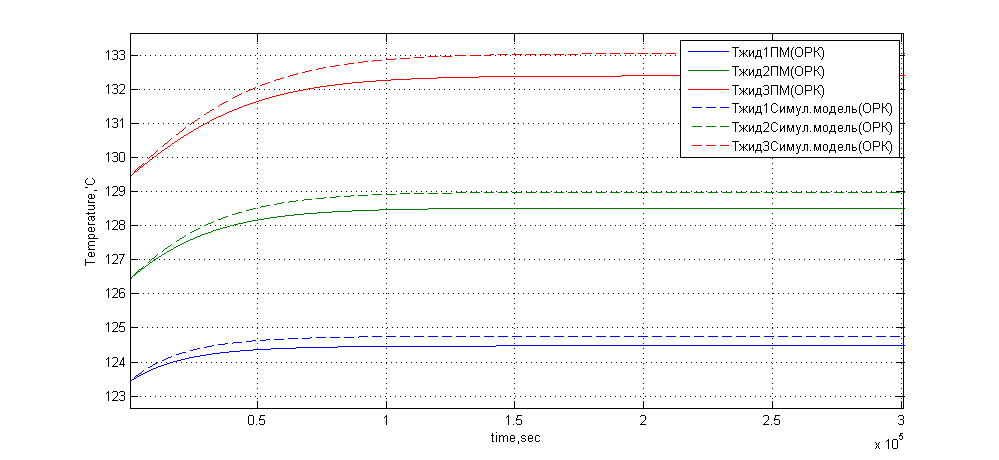 133
132
131
130
129
128
127
126
125
124
123
Temperature,'C
Тжид1ПМ(ОРК)
Тжид2ПМ(ОРК)
Тжид3ПМ(ОРК)
Тжид1Симул.модель(ОРК)
Тжид2Симул.модель(ОРК)
Тжид3Симул.модель(ОРК)
0.5 1 1.5 2 2.5 3
time,sec
x 10^5